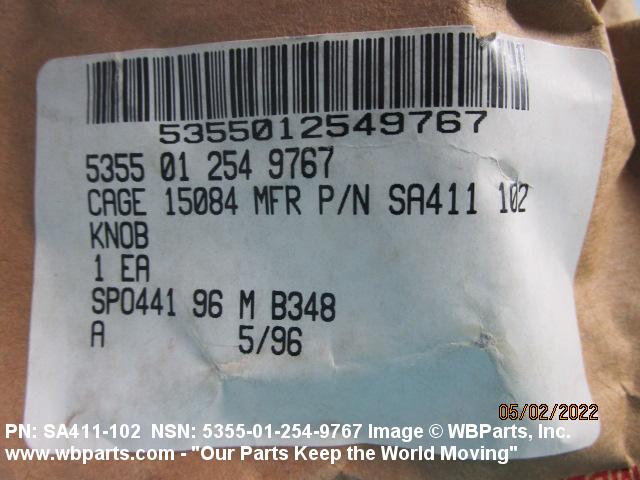 5355012549767
5355 01 254 9767
CAGE 15084 MFR P/N SA411 102
KNOB
1 EA
SPO441 96 M B348
A 5/96
05/02/2022
PN: SA411-102 NSN: 5355-01-254-9767 Image © WBParts, Inc.
www.wbparts.com - "Our Parts Keep the World Moving"